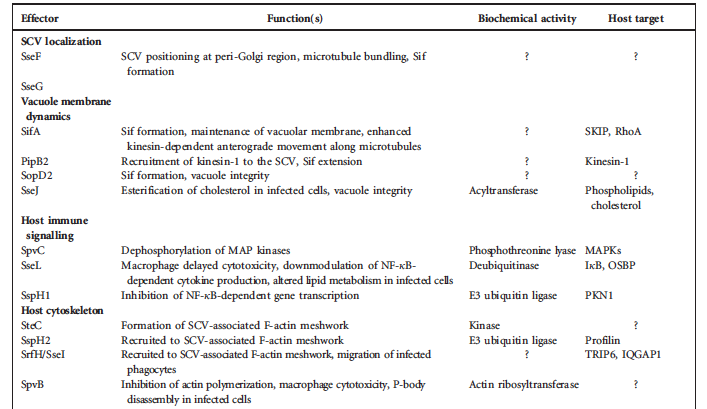 Effector Function(s) Biochemical activity Host target
SCV localization
SseF SCV positioning at peri-Golgi region, microtubule bundling, Sif ? ?
formation
SseG
Vacuole membrane
dynamics
SifA Sif formation, maintenance of vacuolar membrane, enhanced ? SKIP, RhoA
kinesin-dependent anterograde movement along microtubules
PipB2 Recruitment of kinesin-1 to the SCV, Sif extension ? Kinesin-1
SopD2 Sif formation, vacuole integrity ? ?
SseJ Esterification of cholesterol in infected cells, vacuole integrity Acyltransferase Phospholipids,
cholesterol
Host immune
signalling
SpvC Dephosphorylation of MAP kinases Phosphothreonine lyase MAPKs
SseL Macrophage delayed cytotoxicity, downmodulation of NF-κB- Deubiquitinase IκB, OSBP
dependent cytokine production, altered lipid metabolism in infected cells
SspH1 Inhibition of NF-κB-dependent gene transcription E3 ubiquitin ligase PKN1
Host cytoskeleton
SteC Formation of SCV-associated F-actin meshwork Kinase ?
SspH2 Recruited to SCV-associated F-actin meshwork E3 ubiquitin ligase Profilin
SrfH/SseI Recruited to SCV-associated F-actin meshwork, migration of infected ? TRIP6, IQGAP1
phagocytes
SpvB Inhibition of actin polymerization, macrophage cytotoxicity, P-body Actin ribosyltransferase ?
disassembly in infected cells